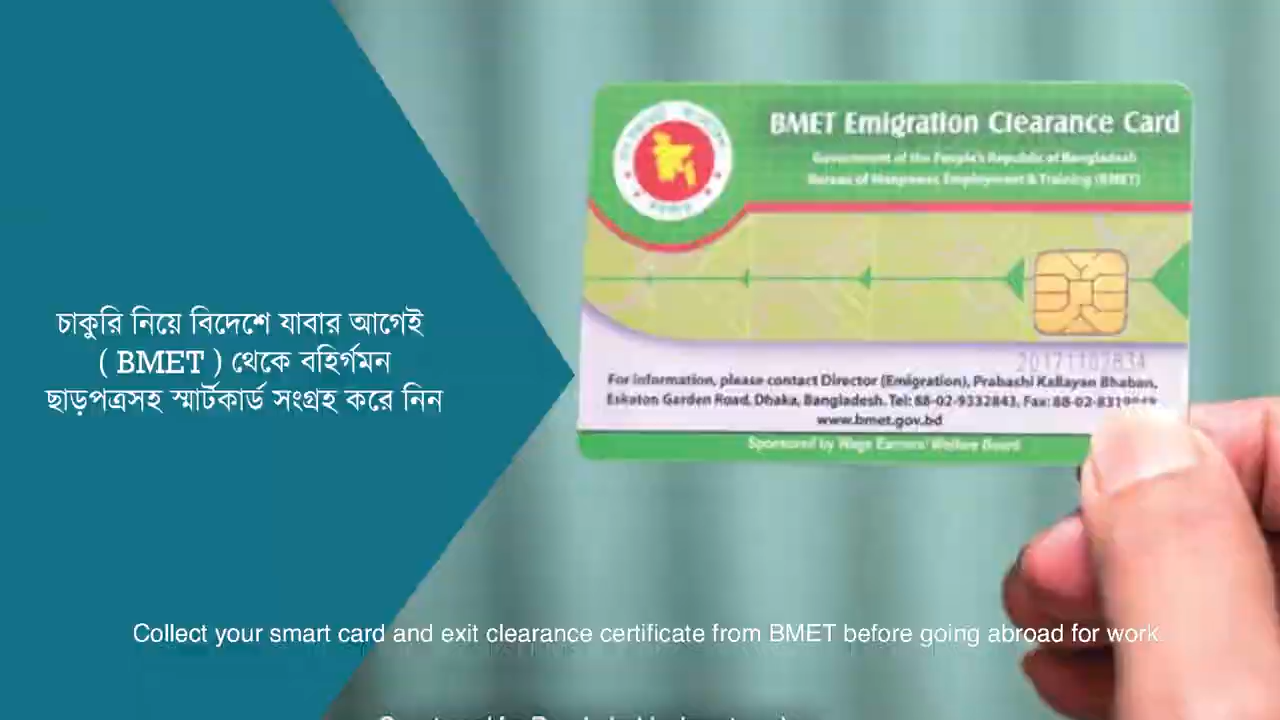 চাকুরি নিয়ে বিদেশে যাবার আগেই
( BMET ) থেকে বহির্গমন
ছাড়পত্রসহ স্মার্টকার্ড সংগ্রহ করে নিন
BMET Emigration Clearance Card
Government of the People's Republic of Bangladesh
Bureau of Manpower, Employment & Training (BMET)
For information, please contact Director (Emigration), Prabashi Kallayan Bhaban,
Eskaton Garden Road, Dhaka, Bangladesh. Tel: 88-02-9332843, Fax:
www.bmet.gov.bd
Sponsored by Wage Earners' Welfare Board
Collect your smart card and exit clearance certificate from BMET before going abroad for work.